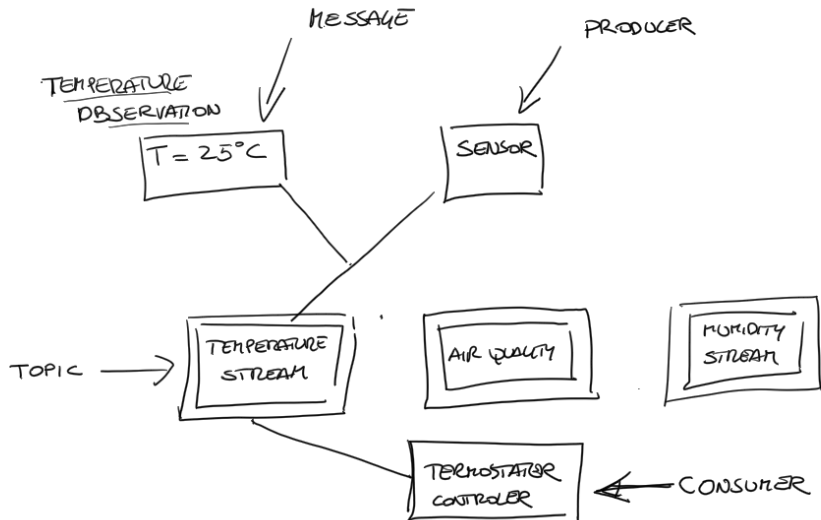 MESSAGE
PRODUCER
TEMPERATURE
OBSERVATION
T = 25°C
SENSOR
TOPIC
TEMPERATURE
STREAM
AIR QUALITY
HUMIDITY
STREAM
TERMOSTATOR
CONTROLER
CONSUMER